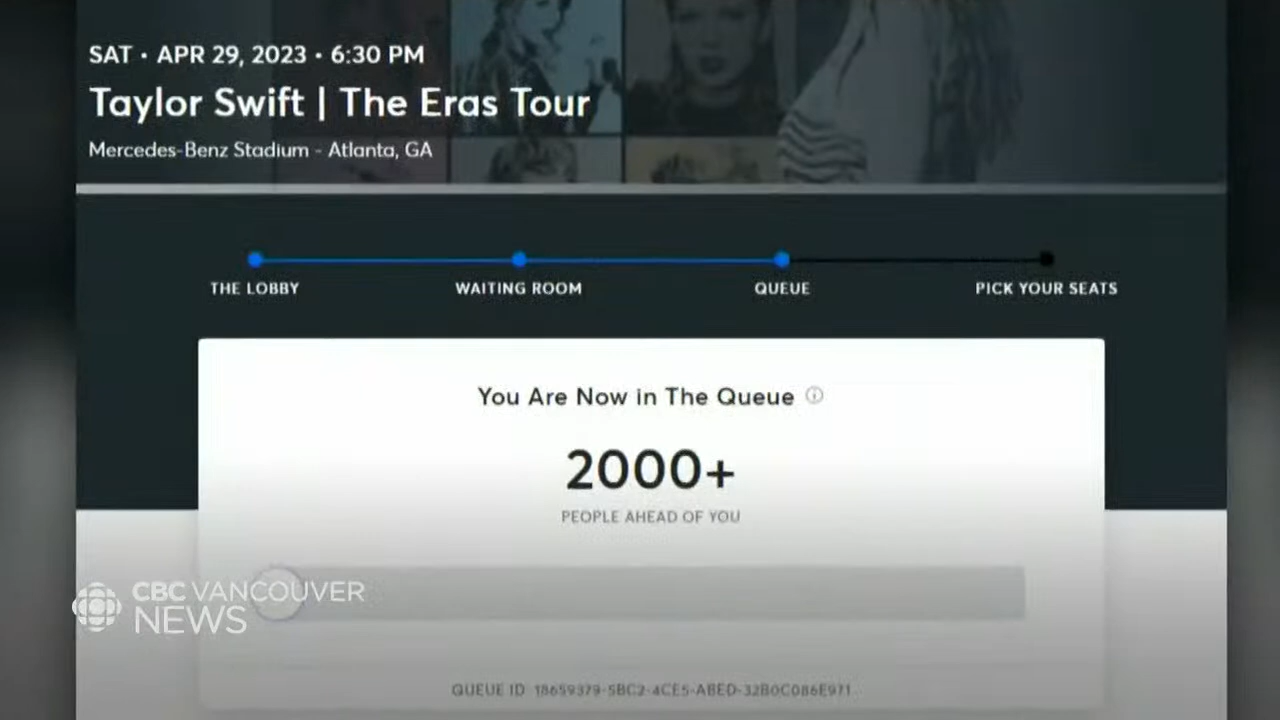 SAT • APR 29, 2023 • 6:30 PM
Taylor Swift | The Eras Tour
Mercedes-Benz Stadium - Atlanta, GA
THE LOBBY
WAITING ROOM
QUEUE
PICK YOUR SEATS
You Are Now in The Queue
2000+
PEOPLE AHEAD OF YOU
CBC VANCOUVER
NEWS
QUEUE ID 18659379-5BC2-4CE5-ABED-32B0C086E971